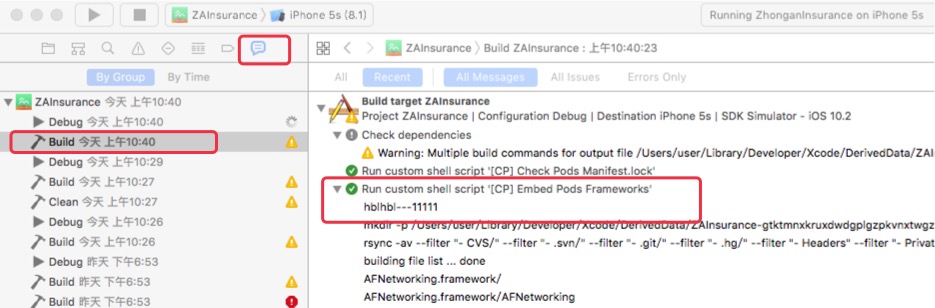 ZAInsurance 〉 iPhone 5s (8.1)
Running ZhonganInsurance on iPhone 5s
ZAInsurance 〉 Build ZAInsurance : 上午10:40:23
By Group By Time
All Recent All Messages All Issues Errors Only
ZAInsurance 今天 上午10:40
Debug 今天 上午10:40
Build 今天 上午10:40
Debug 今天 上午10:29
Build 今天 上午10:27
Clean 今天 上午10:27
Debug 今天 上午10:26
Build 今天 上午10:26
Debug 昨天 下午6:53
Build 昨天 下午6:53
Build 昨天 下午6:53
Build target ZAInsurance
Project ZAInsurance | Configuration Debug | Destination iPhone 5s | SDK Simulator - iOS 10.2
Check dependencies
Warning: Multiple build commands for output file /Users/user/Library/Developer/Xcode/DerivedData/ZAI
Run custom shell script '[CP] Check Pods Manifest.lock'
Run custom shell script '[CP] Embed Pods Frameworks'
hblhbl---11111
mkdir -p /Users/user/Library/Developer/Xcode/DerivedData/ZAInsurance-gtktmnxkruxdwdgplgzpkvnxtwgz
rsync -av --filter "- CVS/" --filter "- .svn/" --filter "- .git/" --filter "- .hg/" --filter "- Headers" --filter "- Privat
building file list ... done
AFNetworking.framework/
AFNetworking.framework/AFNetworking